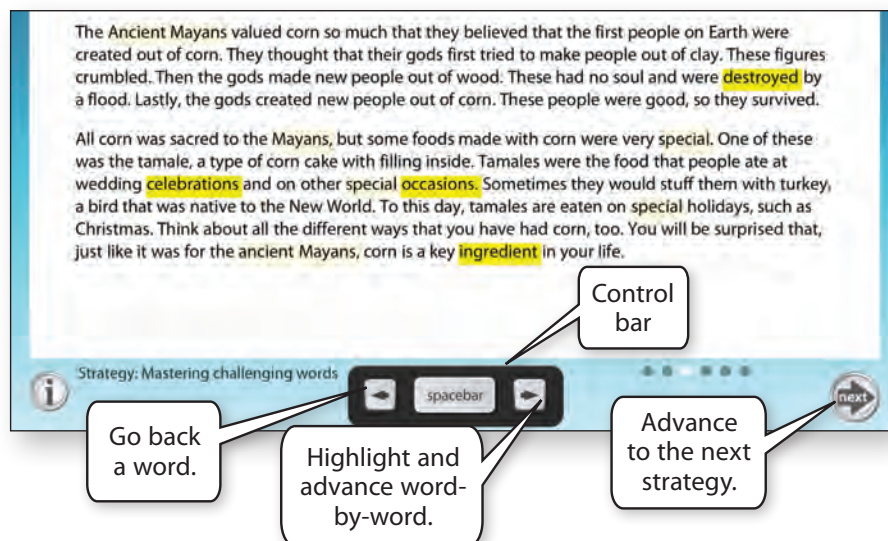 The Ancient Mayans valued corn so much that they believed that the first people on Earth were
created out of corn. They thought that their gods first tried to make people out of clay. These figures
crumbled. Then the gods made new people out of wood. These had no soul and were destroyed by
a flood. Lastly, the gods created new people out of corn. These people were good, so they survived.
All corn was sacred to the Mayans, but some foods made with corn were very special. One of these
was the tamale, a type of corn cake with filling inside. Tamales were the food that people ate at
wedding celebrations and on other special occasions. Sometimes they would stuff them with turkey,
a bird that was native to the New World. To this day, tamales are eaten on special holidays, such as
Christmas. Think about all the different ways that you have had corn, too. You will be surprised that,
just like it was for the ancient Mayans, corn is a key ingredient in your life.
Control
bar
Strategy: Mastering challenging words
i
spacebar
next
Go back
a word.
Highlight and
advance word-
by-word.
Advance
to the next
strategy.